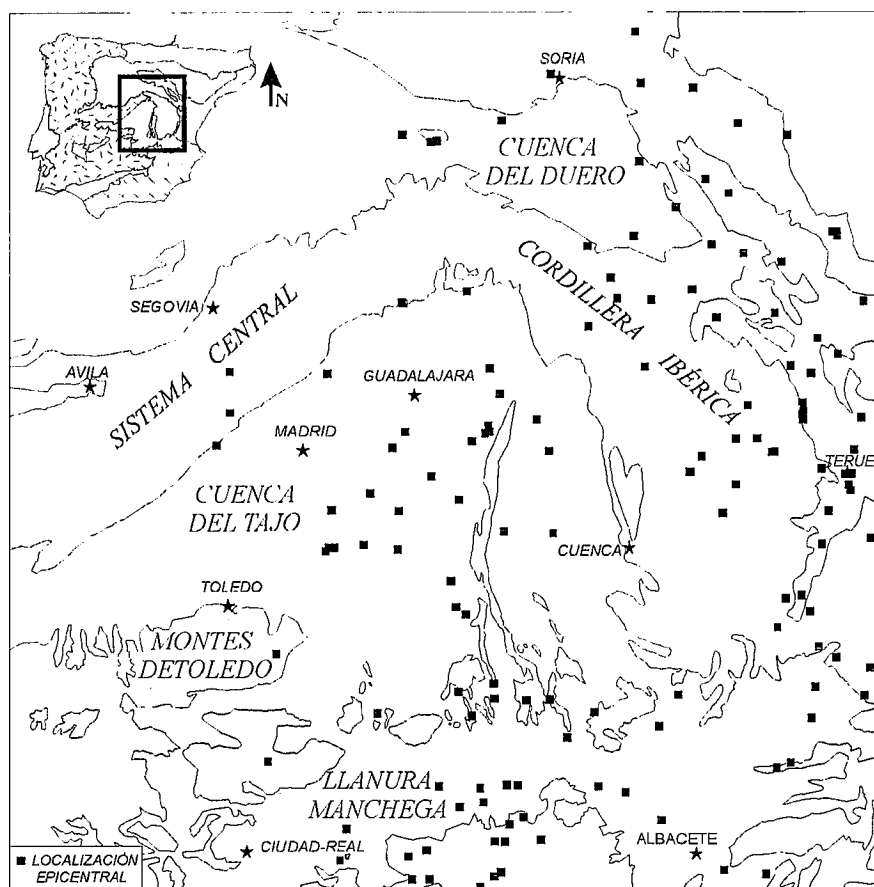 N
SORIA
CUENCA
DEL DUERO
SEGOVIA
SISTEMA CENTRAL
CORDILLERA IBÉRICA
AVILA
GUADALAJARA
MADRID
TERUE
CUENCA
DEL TAJO
CUENCA
TOLEDO
MONTES
DETOLEDO
LLANURA
MANCHEGA
CIUDAD-REAL
ALBACETE
LOCALIZACIÓN
EPICENTRAL